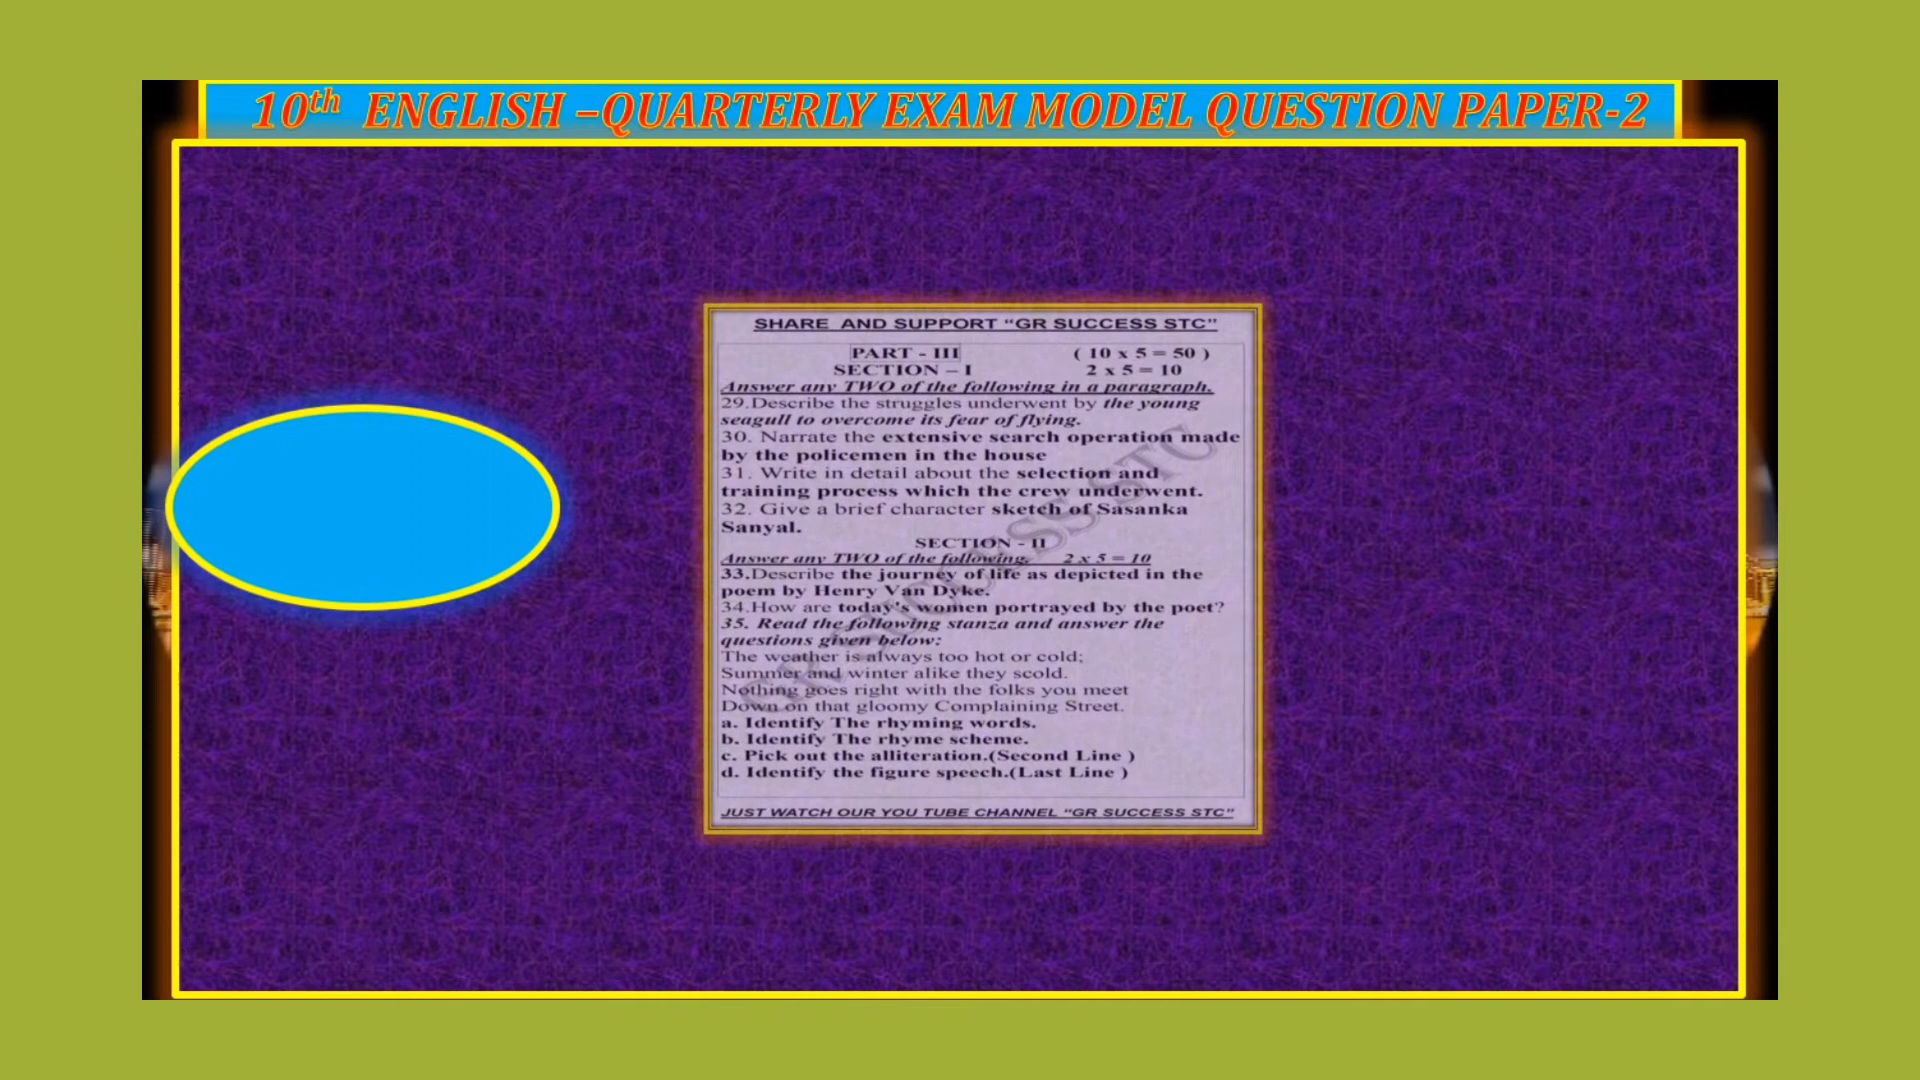 10th ENGLISH –QUARTERLY EXAM MODEL QUESTION PAPER-2
SHARE AND SUPPORT “GR SUCCESS STC”
PART - III ( 10 x 5 = 50 )
SECTION – I 2 x 5 = 10
Answer any TWO of the following in a paragraph.
29.Describe the struggles underwent by the young
seagull to overcome its fear of flying.
30. Narrate the extensive search operation made
by the policemen in the house
31. Write in detail about the selection and
training process which the crew underwent.
32. Give a brief character sketch of Sasanka
Sanyal.
SECTION - II
Answer any TWO of the following. 2 x 5 = 10
33.Describe the journey of life as depicted in the
poem by Henry Van Dyke.
34.How are today's women portrayed by the poet?
35. Read the following stanza and answer the
questions given below:
The weather is always too hot or cold;
Summer and winter alike they scold.
Nothing goes right with the folks you meet
Down on that gloomy Complaining Street.
a. Identify The rhyming words.
b. Identify The rhyme scheme.
c. Pick out the alliteration.(Second Line )
d. Identify the figure speech.(Last Line )
JUST WATCH OUR YOU TUBE CHANNEL “GR SUCCESS STC”